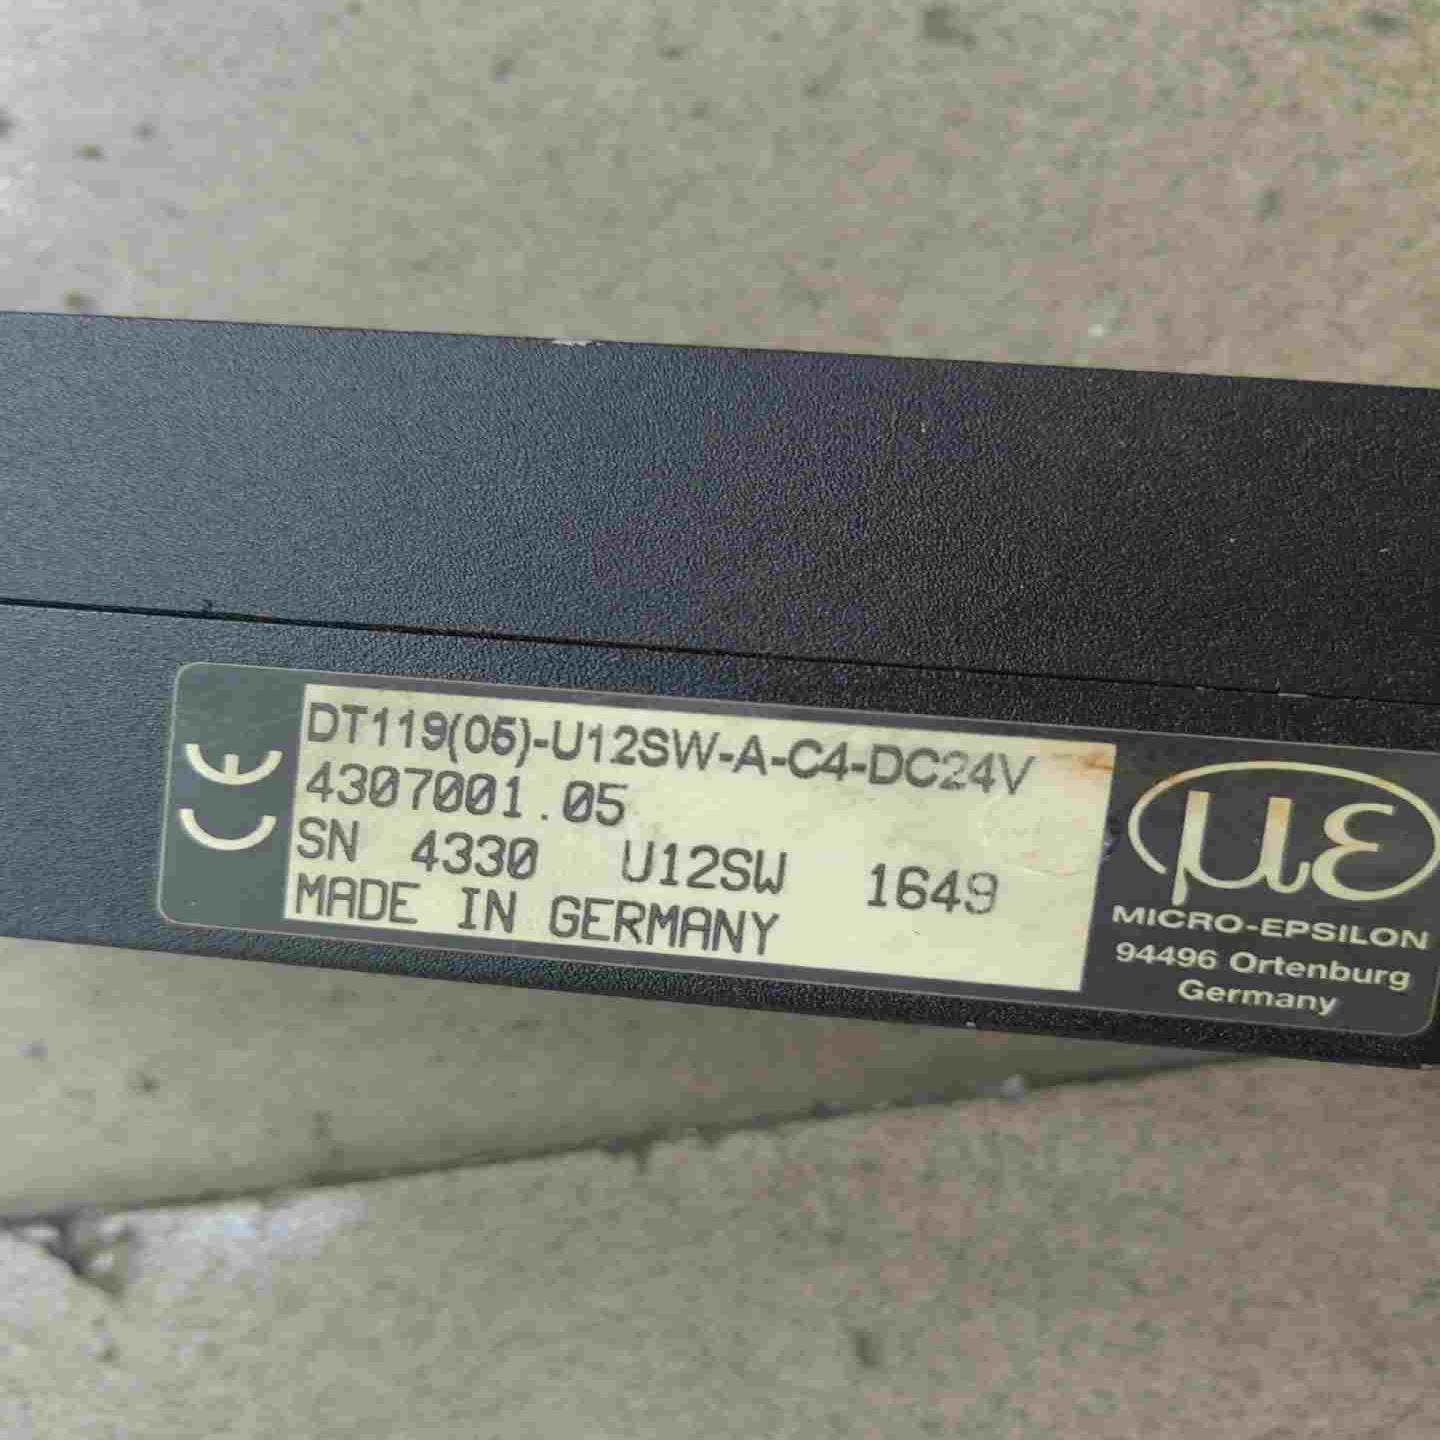 DT119(05)-U12SW-A-C4-DC24V
4307001.05
SN 4330 U12SW 1649
MADE IN GERMANY
CE
µε
MICRO-EPSILON
94496 Ortenburg
Germany